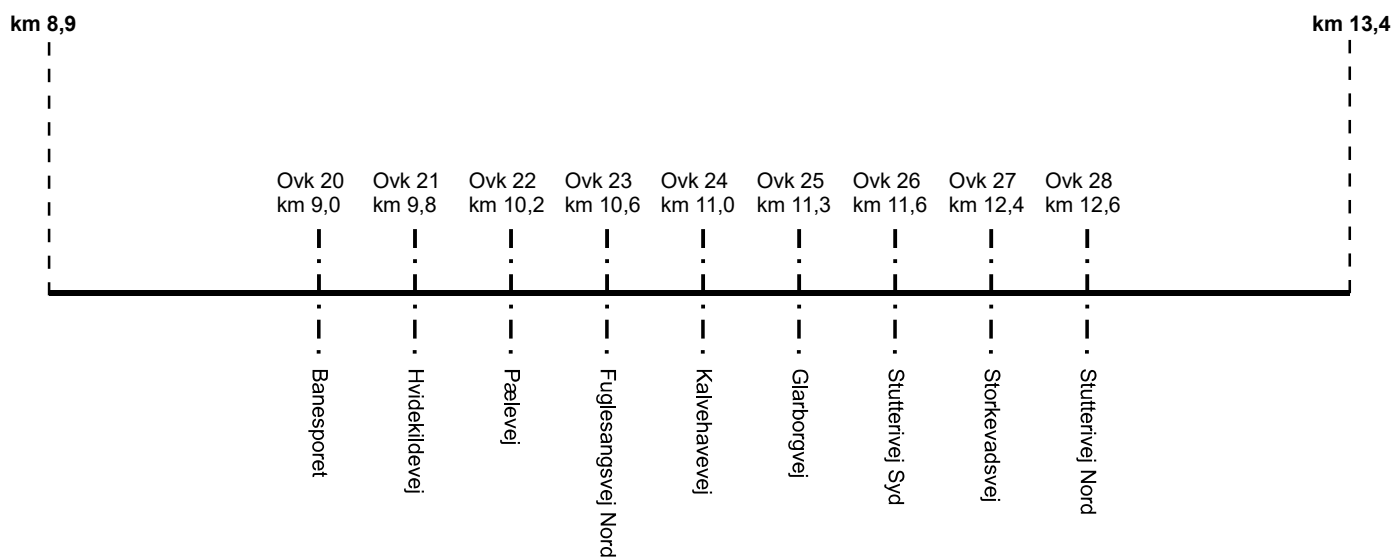 km 8,9
km 13,4
Ovk 20
km 9,0
Ovk 21
km 9,8
Ovk 22
km 10,2
Ovk 23
km 10,6
Ovk 24
km 11,0
Ovk 25
km 11,3
Ovk 26
km 11,6
Ovk 27
km 12,4
Ovk 28
km 12,6
Banesporet
Hvidekildevej
Pælevej
Fuglesangsvej Nord
Kalvehavevej
Glarborgvej
Stutterivej Syd
Storkevadsvej
Stutterivej Nord